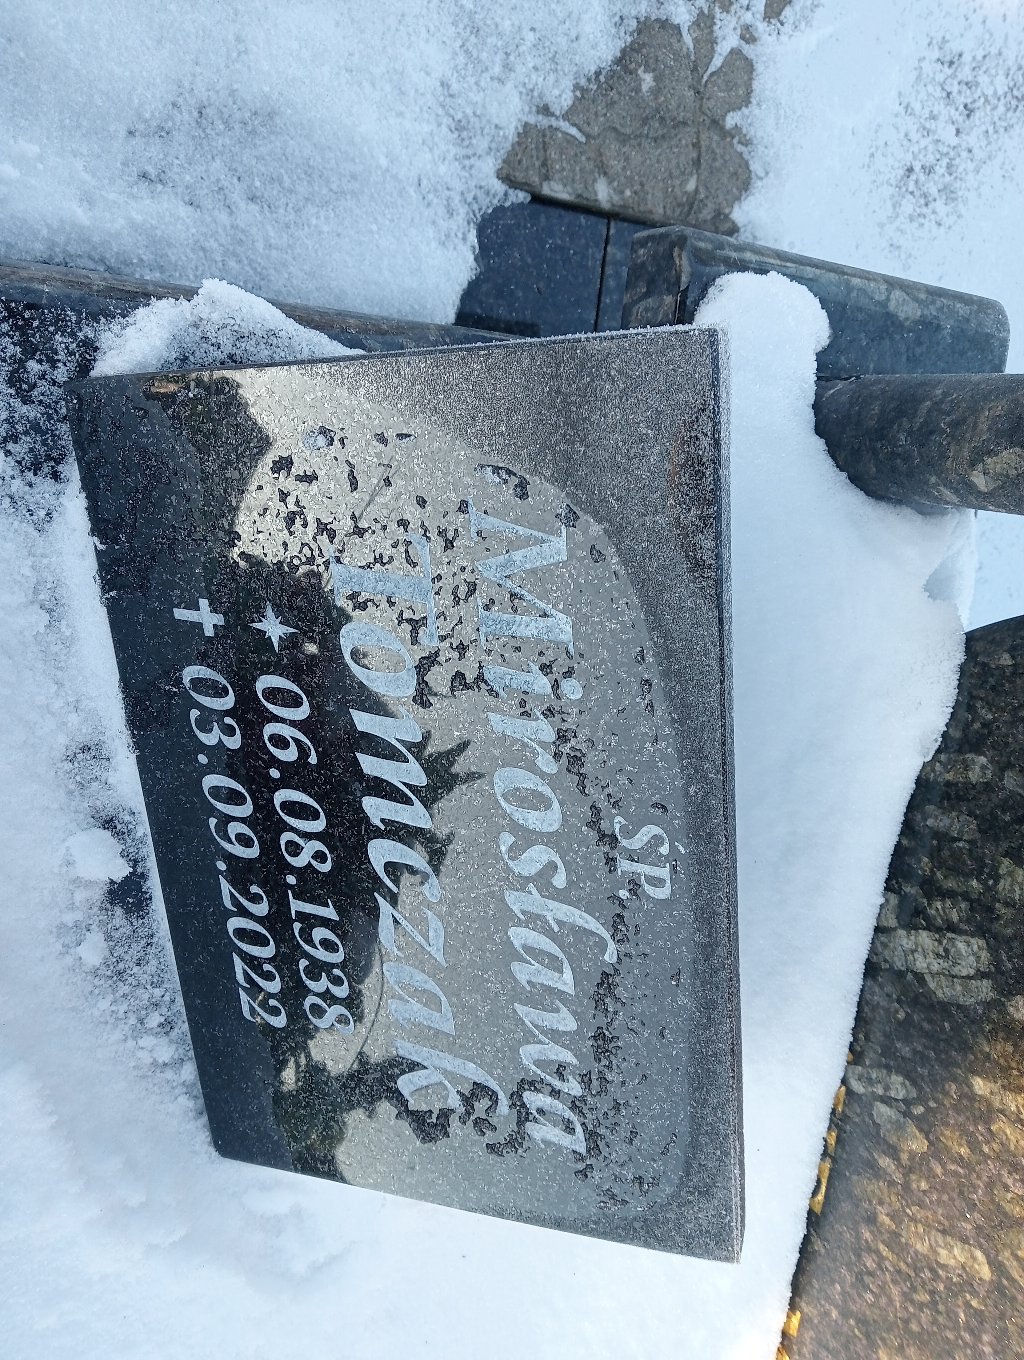 ŚP.
Mirosława
Tomczak
★ 06.08.1938
✝ 03.09.2022